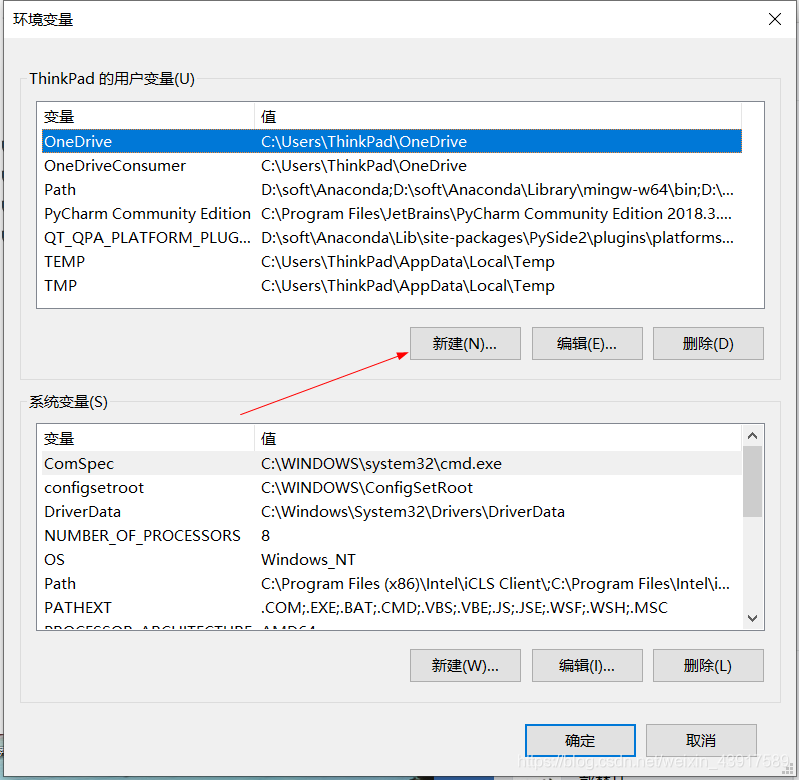 环境变量
ThinkPad 的用户变量(U)
变量 值
OneDrive C:\Users\ThinkPad\OneDrive
OneDriveConsumer C:\Users\ThinkPad\OneDrive
Path D:\soft\Anaconda;D:\soft\Anaconda\Library\mingw-w64\bin;D:\...
PyCharm Community Edition C:\Program Files\JetBrains\PyCharm Community Edition 2018.3....
QT_QPA_PLATFORM_PLUG... D:\soft\Anaconda\Lib\site-packages\PySide2\plugins\platforms...
TEMP C:\Users\ThinkPad\AppData\Local\Temp
TMP C:\Users\ThinkPad\AppData\Local\Temp
新建(N)... 编辑(E)... 删除(D)
系统变量(S)
变量 值
ComSpec C:\WINDOWS\system32\cmd.exe
configsetroot C:\WINDOWS\ConfigSetRoot
DriverData C:\Windows\System32\Drivers\DriverData
NUMBER_OF_PROCESSORS 8
OS Windows_NT
Path C:\Program Files (x86)\Intel\iCLS Client\;C:\Program Files\Intel\i...
PATHEXT .COM;.EXE;.BAT;.CMD;.VBS;.VBE;.JS;.JSE;.WSF;.WSH;.MSC
PROCESSOR_ARCHITECTURE AMD64
新建(W)... 编辑(I)... 删除(L)
确定 取消
https://blog.csdn.net/weixin_43917589